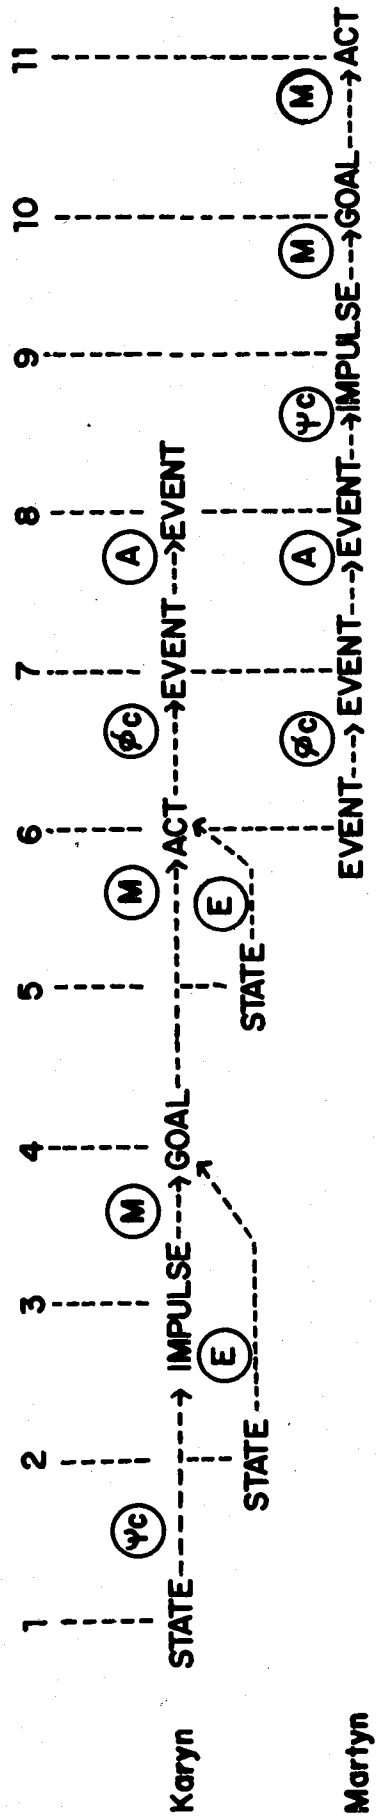 1 2 3 4 5 6 7 8 9 10 11
ψc M M φc A
Karyn STATE IMPULSE GOAL ACT EVENT EVENT
E E
STATE STATE
φc A ψc M M
Martyn EVENT EVENT EVENT IMPULSE GOAL ACT